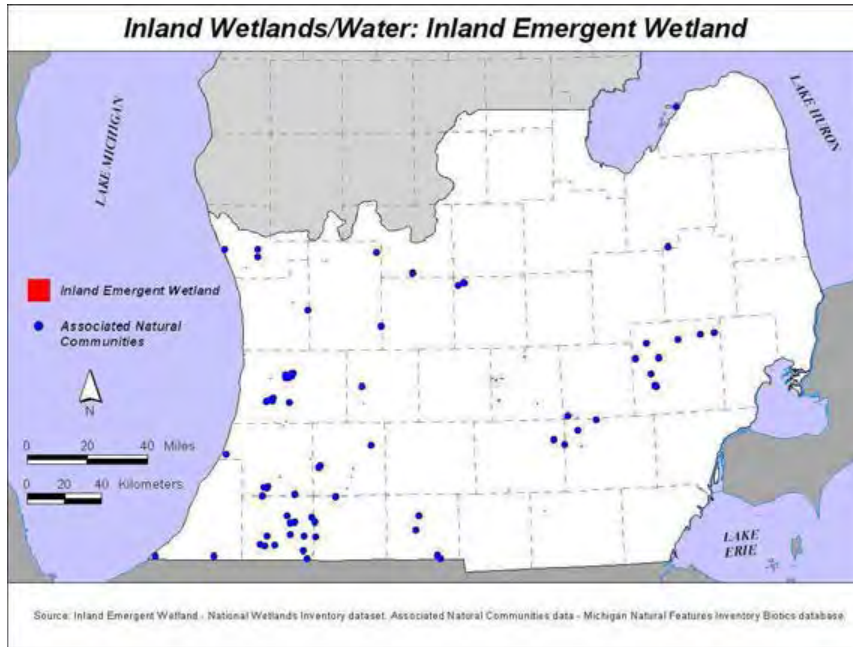 Inland Wetlands/Water: Inland Emergent Wetland
LAKE MICHIGAN
LAKE HURON
Inland Emergent Wetland
Associated Natural
Communities
N
0 20 40 Miles
0 20 40 Kilometers
LAKE
ERIE
Source: Inland Emergent Wetland - National Wetlands Inventory dataset. Associated Natural Communities data - Michigan Natural Features Inventory Biotics database